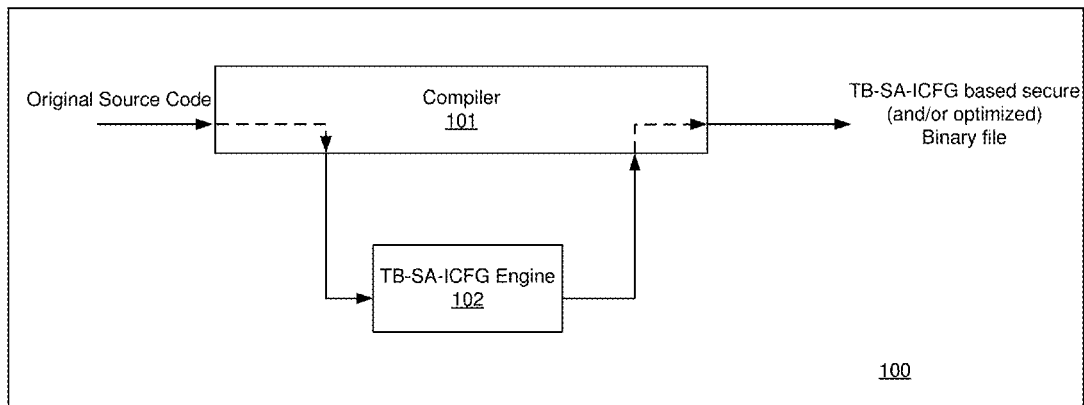 Original Source Code
Compiler
101
TB-SA-ICFG based secure
(and/or optimized)
Binary file
TB-SA-ICFG Engine
102
100